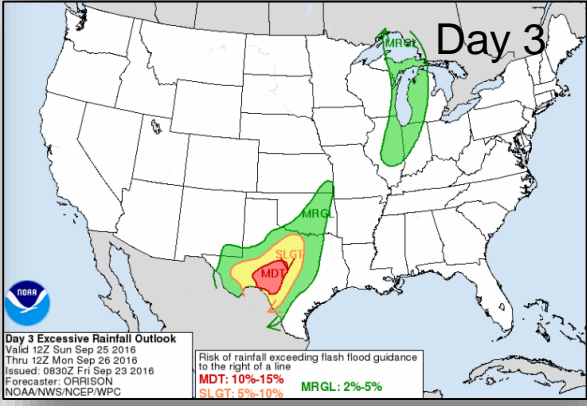 Day 3
MRGL
MRGL
SLGT
MDT
NOAA
Day 3 Excessive Rainfall Outlook
Valid 12Z Sun Sep 25 2016
Thru 12Z Mon Sep 26 2016
Issued: 0830Z Fri Sep 23 2016
Forecaster: ORRISON
NOAA/NWS/NCEP/WPC
Risk of rainfall exceeding flash flood guidance
to the right of a line
MDT: 10%-15%
SLGT: 5%-10%
MRGL: 2%-5%